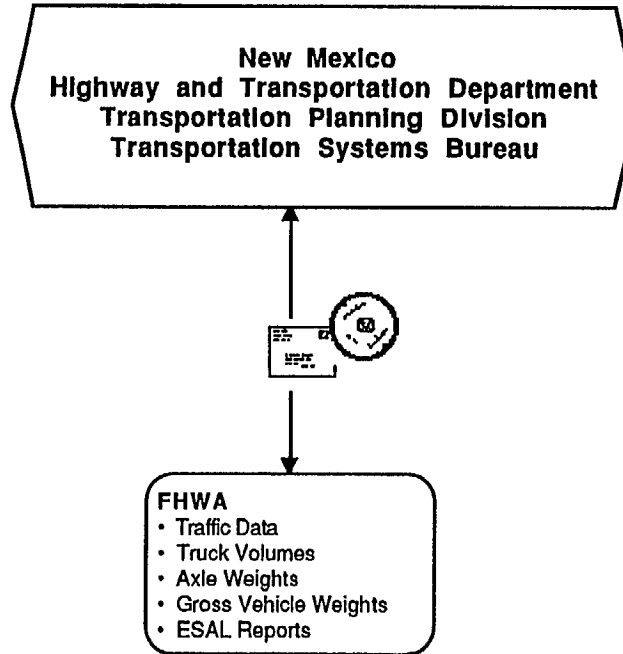 New Mexico
Highway and Transportation Department
Transportation Planning Division
Transportation Systems Bureau
FHWA
• Traffic Data
• Truck Volumes
• Axle Weights
• Gross Vehicle Weights
• ESAL Reports